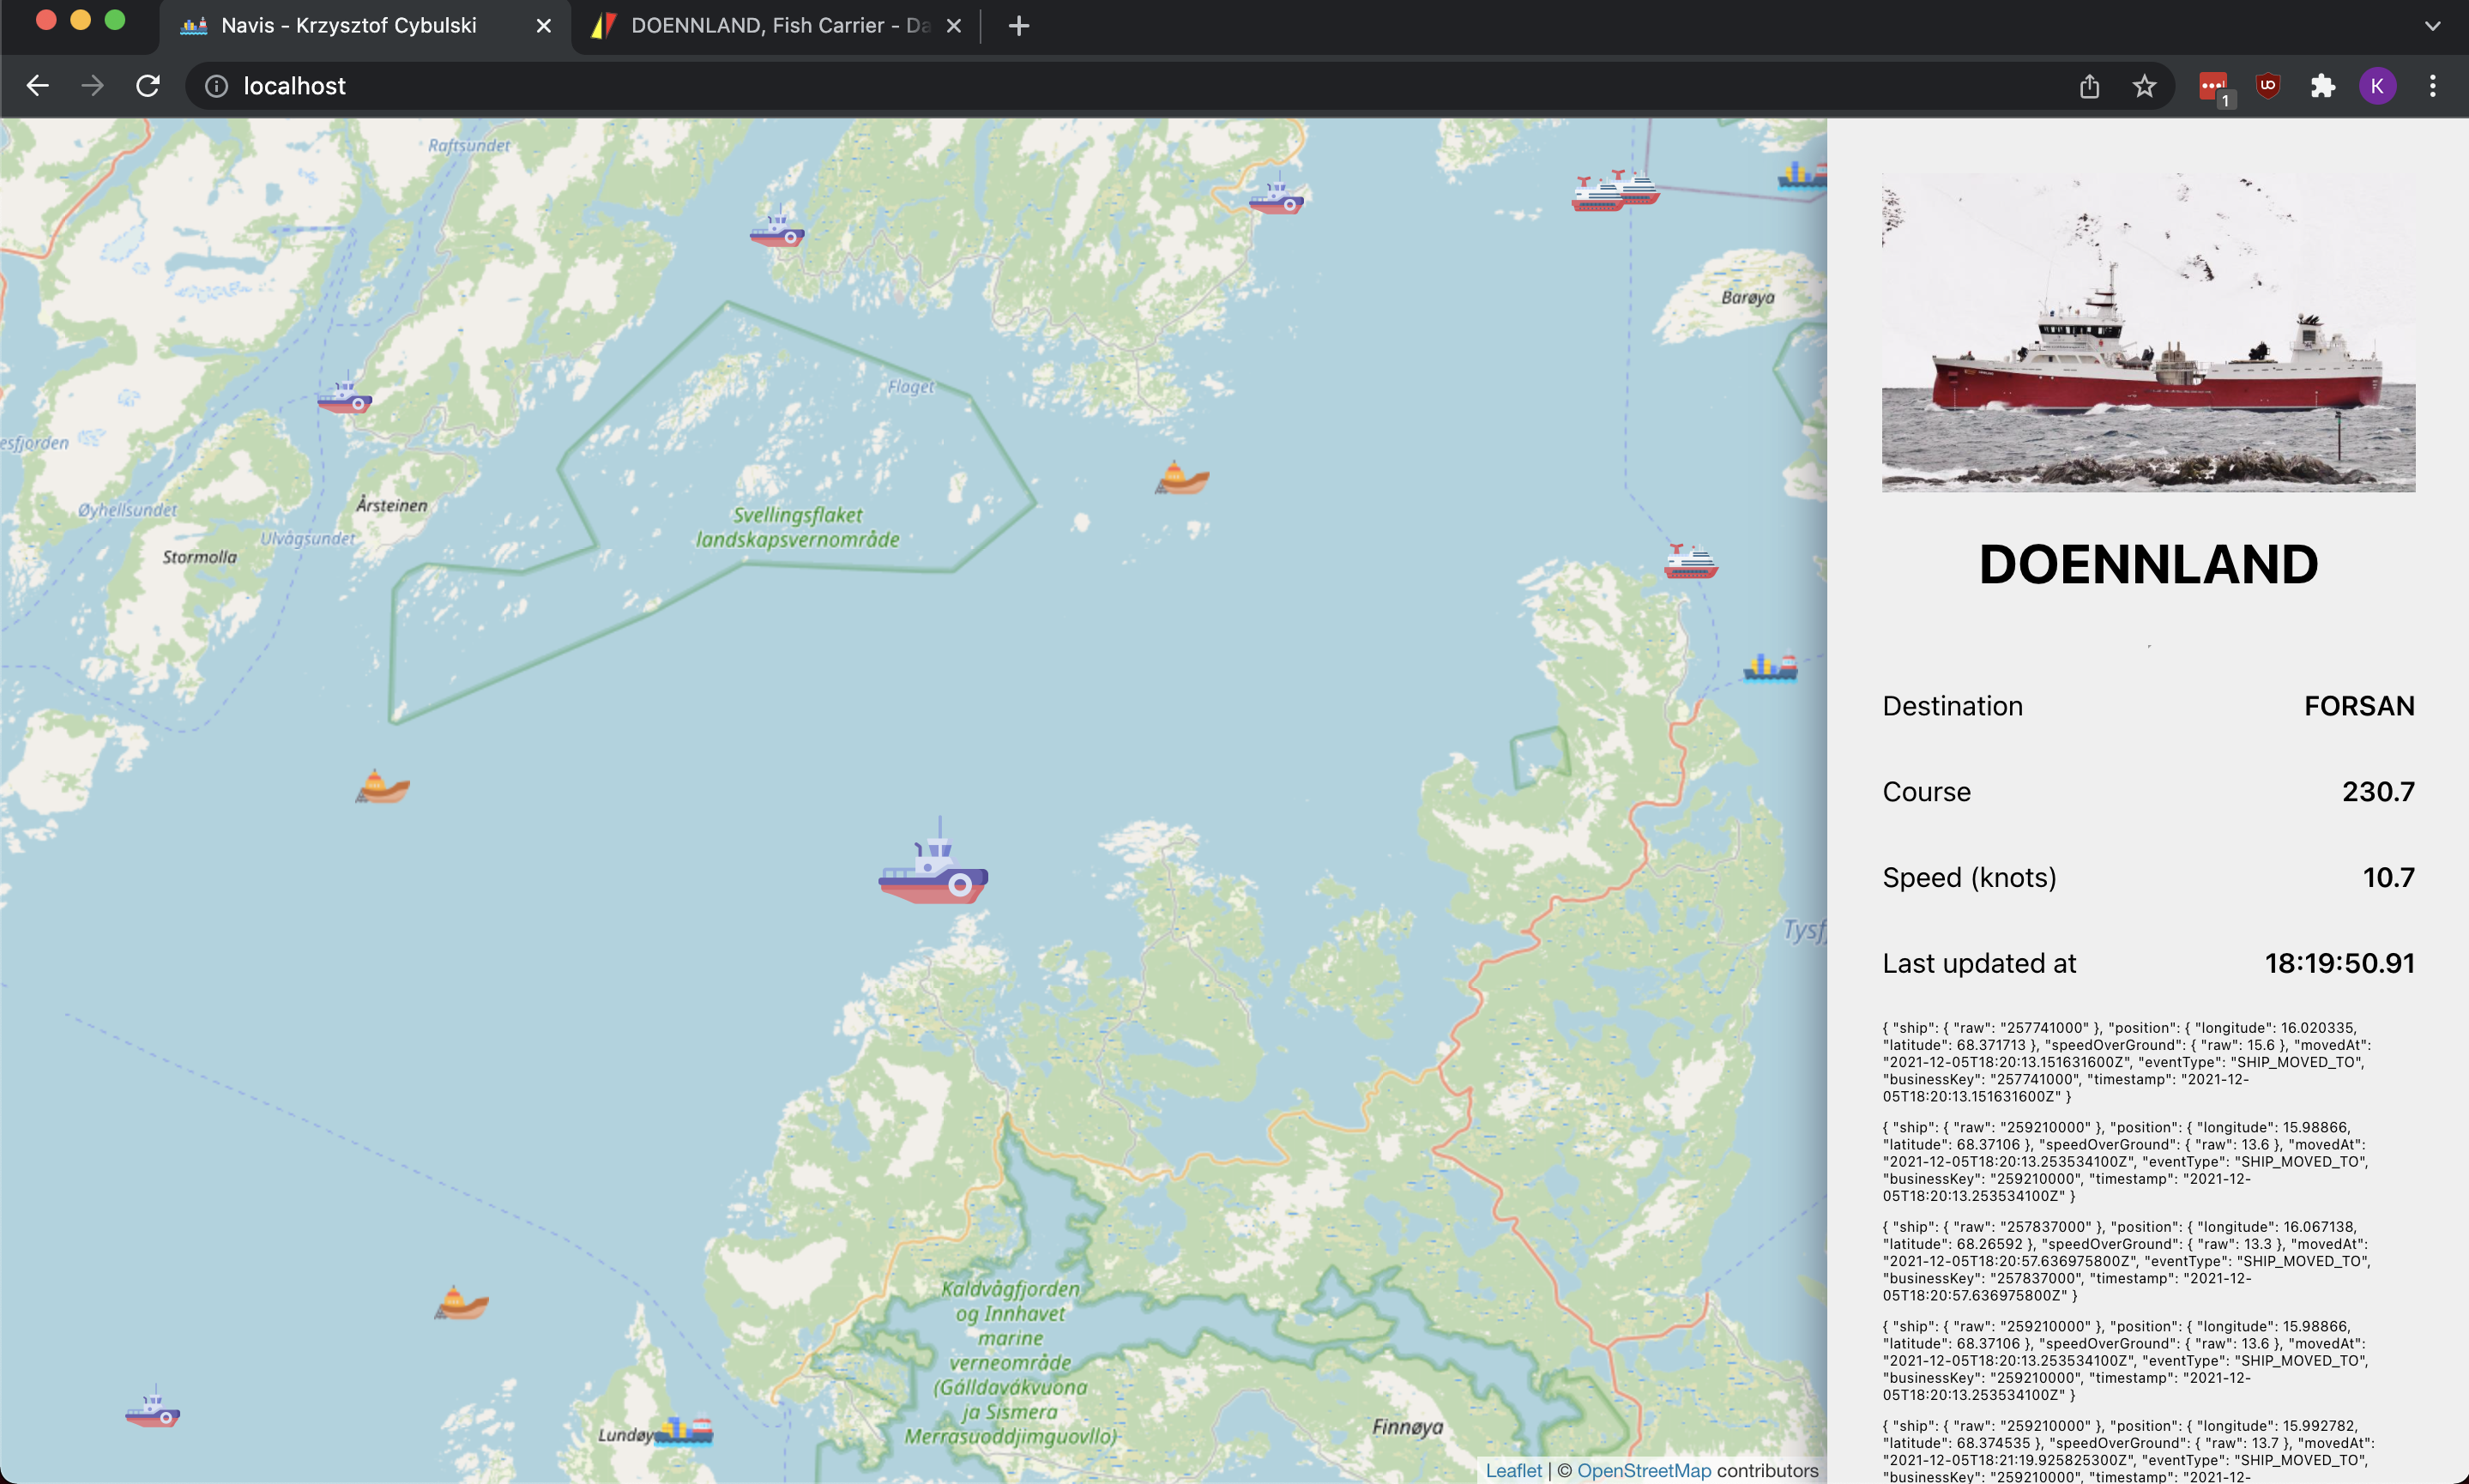 Navis - Krzysztof Cybulski
DOENNLAND, Fish Carrier - Da
localhost
1
K
Raftsundet
Barøya
Flaget
esfjorden
Øyhellsundet
Årsteinen
Ulvågsundet
Stormolla
Svellingsflaket
landskapsvernområde
Tysf
Kaldvågfjorden
og Innhavet
marine
verneområde
(Gálldavákvuona
ja Sismera
Merrasuoddjimguovllo)
Lundøy
Finnøya
Leaflet | © OpenStreetMap contributors
DOENNLAND
Destination FORSAN
Course 230.7
Speed (knots) 10.7
Last updated at 18:19:50.91
{ "ship": { "raw": "257741000" }, "position": { "longitude": 16.020335,
"latitude": 68.371713 }, "speedOverGround": { "raw": 15.6 }, "movedAt":
"2021-12-05T18:20:13.151631600Z", "eventType": "SHIP_MOVED_TO",
"businessKey": "257741000", "timestamp": "2021-12-
05T18:20:13.151631600Z" }
{ "ship": { "raw": "259210000" }, "position": { "longitude": 15.98866,
"latitude": 68.37106 }, "speedOverGround": { "raw": 13.6 }, "movedAt":
"2021-12-05T18:20:13.253534100Z", "eventType": "SHIP_MOVED_TO",
"businessKey": "259210000", "timestamp": "2021-12-
05T18:20:13.253534100Z" }
{ "ship": { "raw": "257837000" }, "position": { "longitude": 16.067138,
"latitude": 68.26592 }, "speedOverGround": { "raw": 13.3 }, "movedAt":
"2021-12-05T18:20:57.636975800Z", "eventType": "SHIP_MOVED_TO",
"businessKey": "257837000", "timestamp": "2021-12-
05T18:20:57.636975800Z" }
{ "ship": { "raw": "259210000" }, "position": { "longitude": 15.98866,
"latitude": 68.37106 }, "speedOverGround": { "raw": 13.6 }, "movedAt":
"2021-12-05T18:20:13.253534100Z", "eventType": "SHIP_MOVED_TO",
"businessKey": "259210000", "timestamp": "2021-12-
05T18:20:13.253534100Z" }
{ "ship": { "raw": "259210000" }, "position": { "longitude": 15.992782,
"latitude": 68.374535 }, "speedOverGround": { "raw": 13.7 }, "movedAt":
"2021-12-05T18:21:19.925825300Z", "eventType": "SHIP_MOVED_TO",
"businessKey": "259210000", "timestamp": "2021-12-